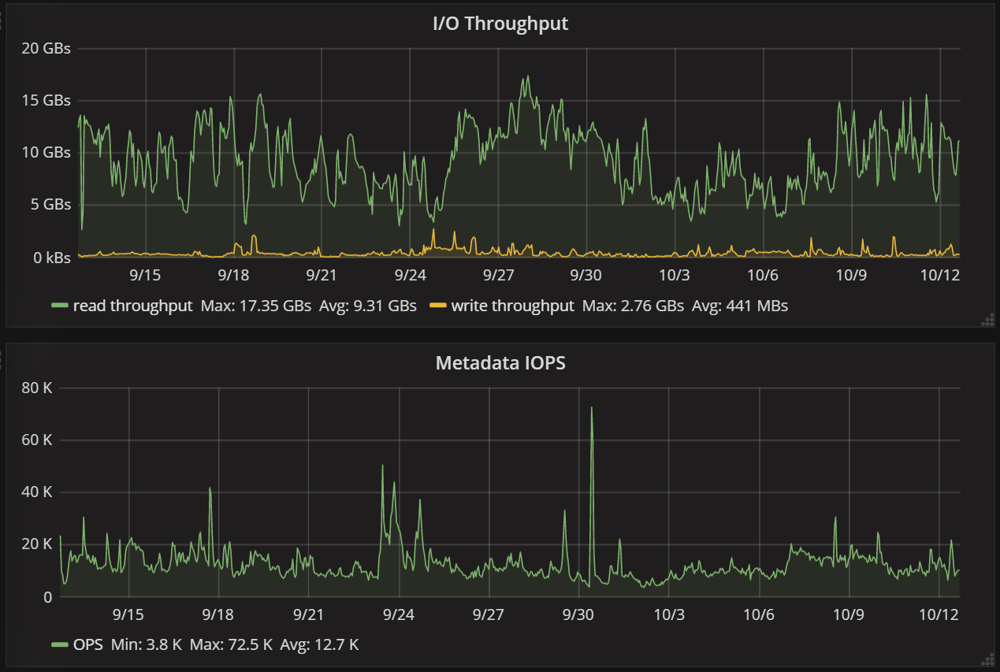 I/O Throughput
20 GBs
15 GBs
10 GBs
5 GBs
0 kBs
9/15 9/18 9/21 9/24 9/27 9/30 10/3 10/6 10/9 10/12
read throughput Max: 17.35 GBs Avg: 9.31 GBs write throughput Max: 2.76 GBs Avg: 441 MBs
Metadata IOPS
80 K
60 K
40 K
20 K
0
9/15 9/18 9/21 9/24 9/27 9/30 10/3 10/6 10/9 10/12
OPS Min: 3.8 K Max: 72.5 K Avg: 12.7 K